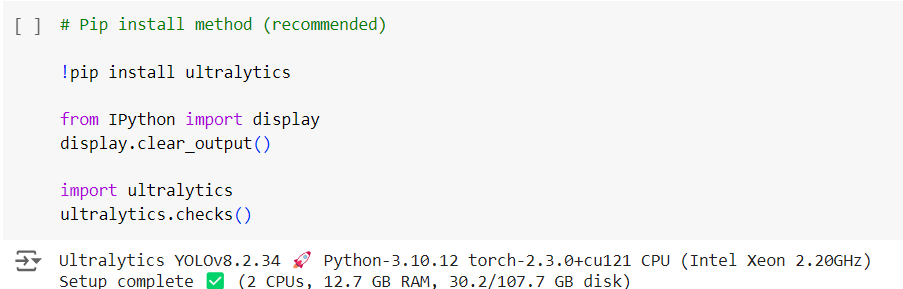 [ ] # Pip install method (recommended)
!pip install ultralytics
from IPython import display
display.clear_output()
import ultralytics
ultralytics.checks()
Ultralytics YOLOv8.2.34 🚀 Python-3.10.12 torch-2.3.0+cu121 CPU (Intel Xeon 2.20GHz)
Setup complete ✅ (2 CPUs, 12.7 GB RAM, 30.2/107.7 GB disk)